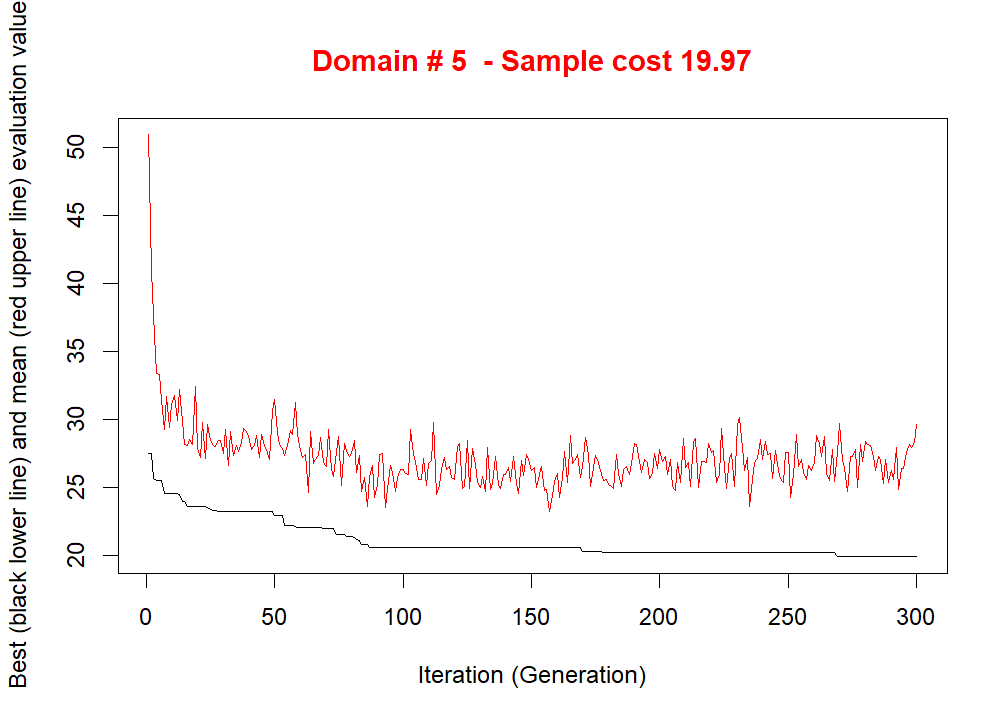 Domain # 5  - Sample cost 19.97
Best (black lower line) and mean (red upper line) evaluation value
50
45
40
35
30
25
20
0 50 100 150 200 250 300
Iteration (Generation)